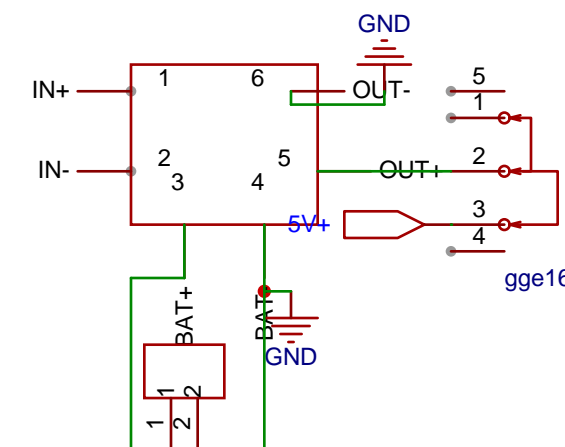 GND
IN+ 1 6 OUT- 5
1
IN- 2 5 OUT+ 2
3 4
5V+ 3
4
gge16
BAT+ BAT
GND
1 2
1 2